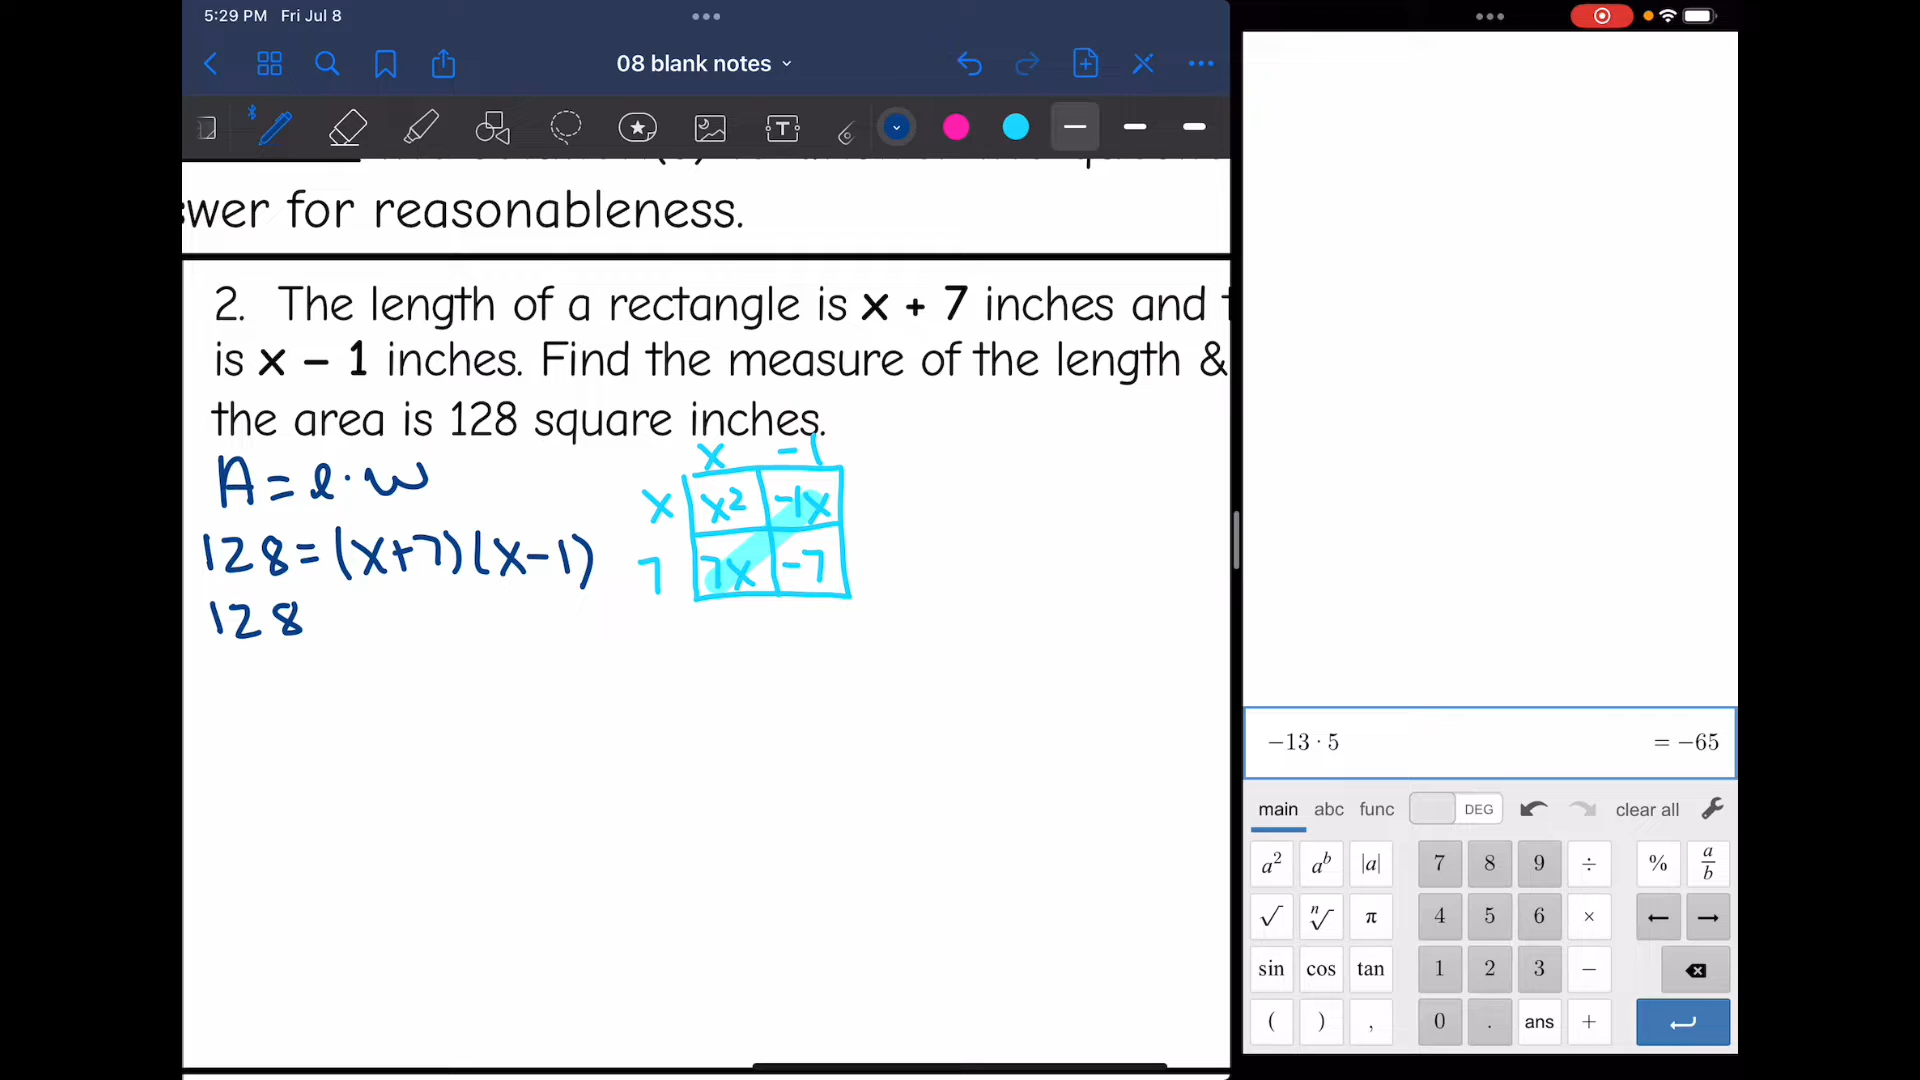 5:29 PM Fri Jul 8
08 blank notes
wer for reasonableness.
2. The length of a rectangle is x + 7 inches and
is x – 1 inches. Find the measure of the length &
the area is 128 square inches.
A = l · w
128 = (x+7)(x-1)
128
x -1
x x² -1x
7 7x -7
−13 · 5 = −65
main abc func DEG clear all
a² aᵇ |a| 7 8 9 ÷ % a/b
√ ⁿ√ π 4 5 6 × ← →
sin cos tan 1 2 3 −
( ) , 0 . ans +